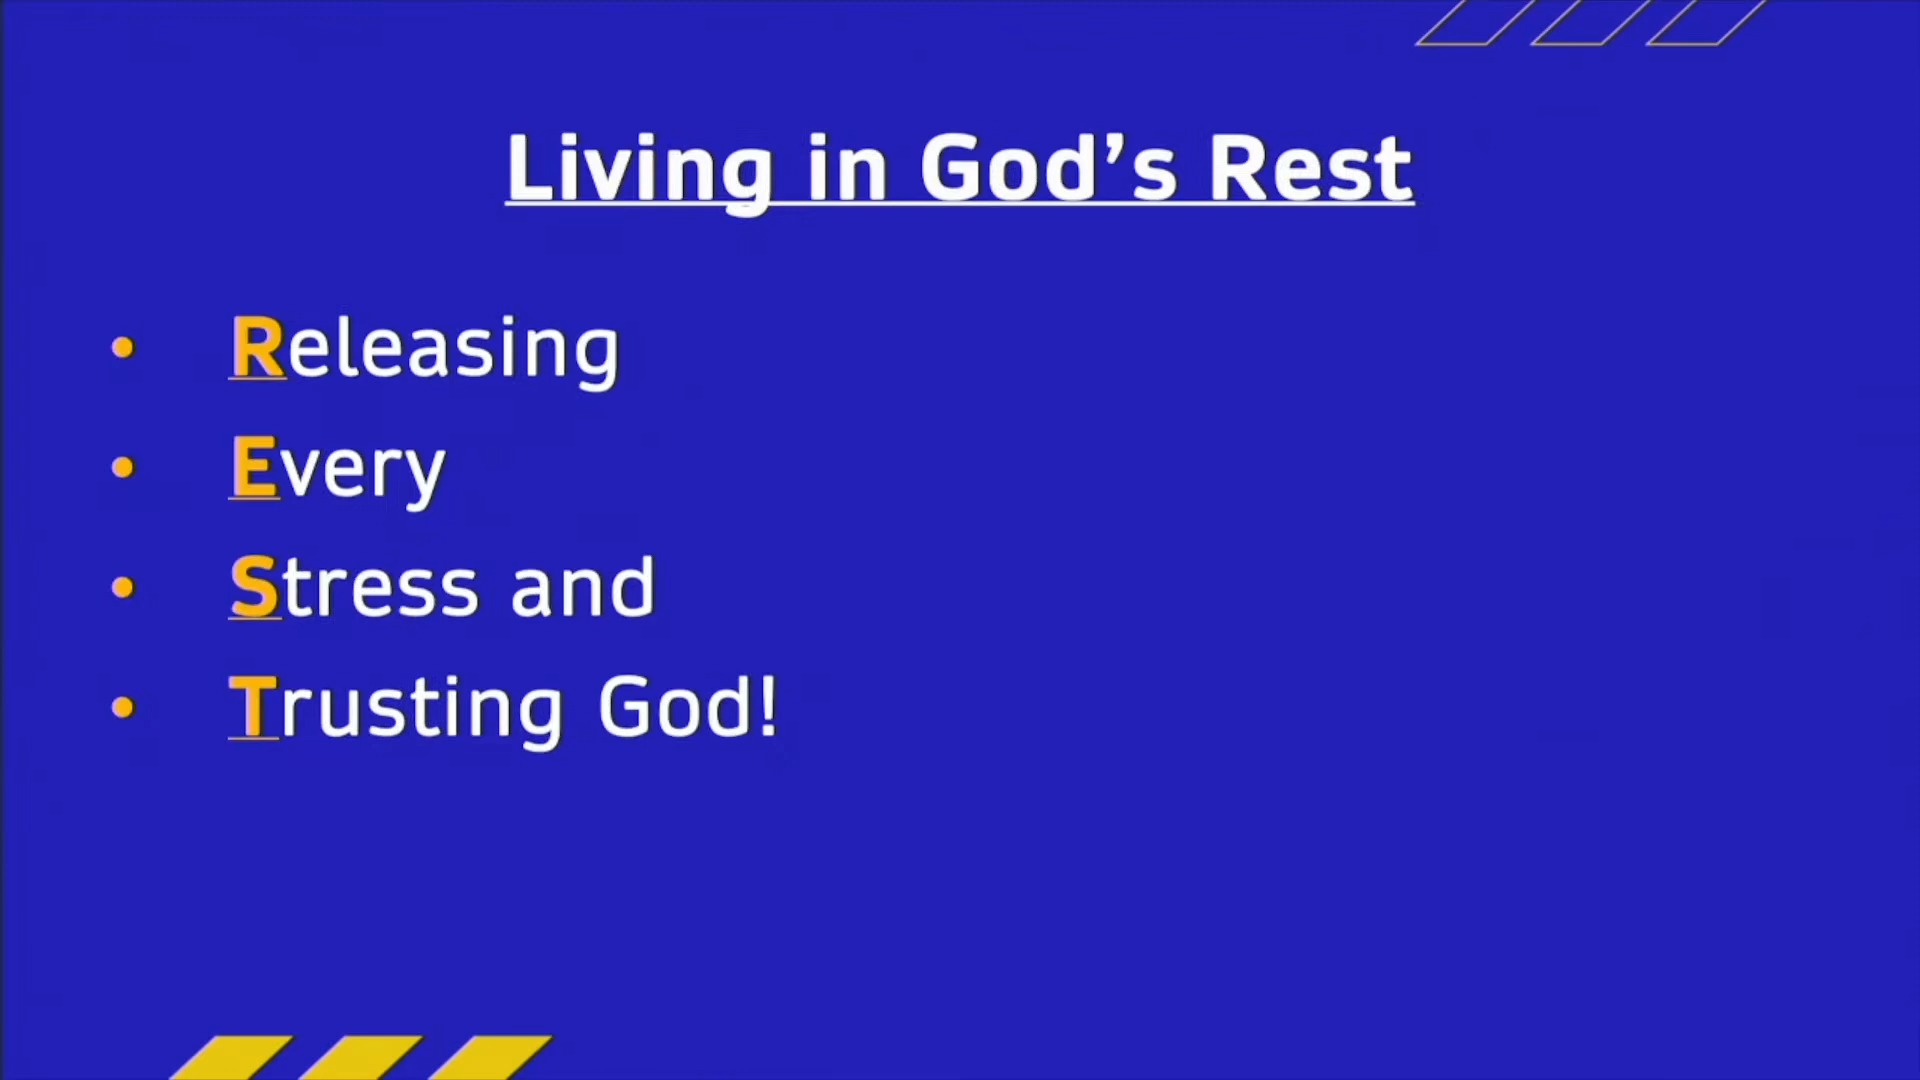 Living in God’s Rest
• Releasing
• Every
• Stress and
• Trusting God!